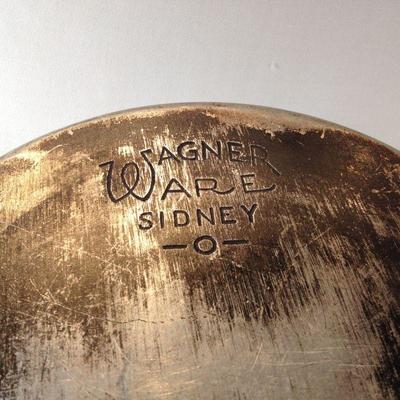 WAGNER
WARE
SIDNEY
-O-